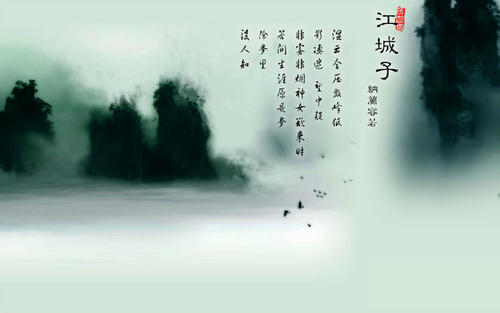 江城子
納蘭容若
湿云全压数峰低
影凄迷 望中疑
非雾非烟神女欲来时
若问生涯原是梦
除梦里
没人知